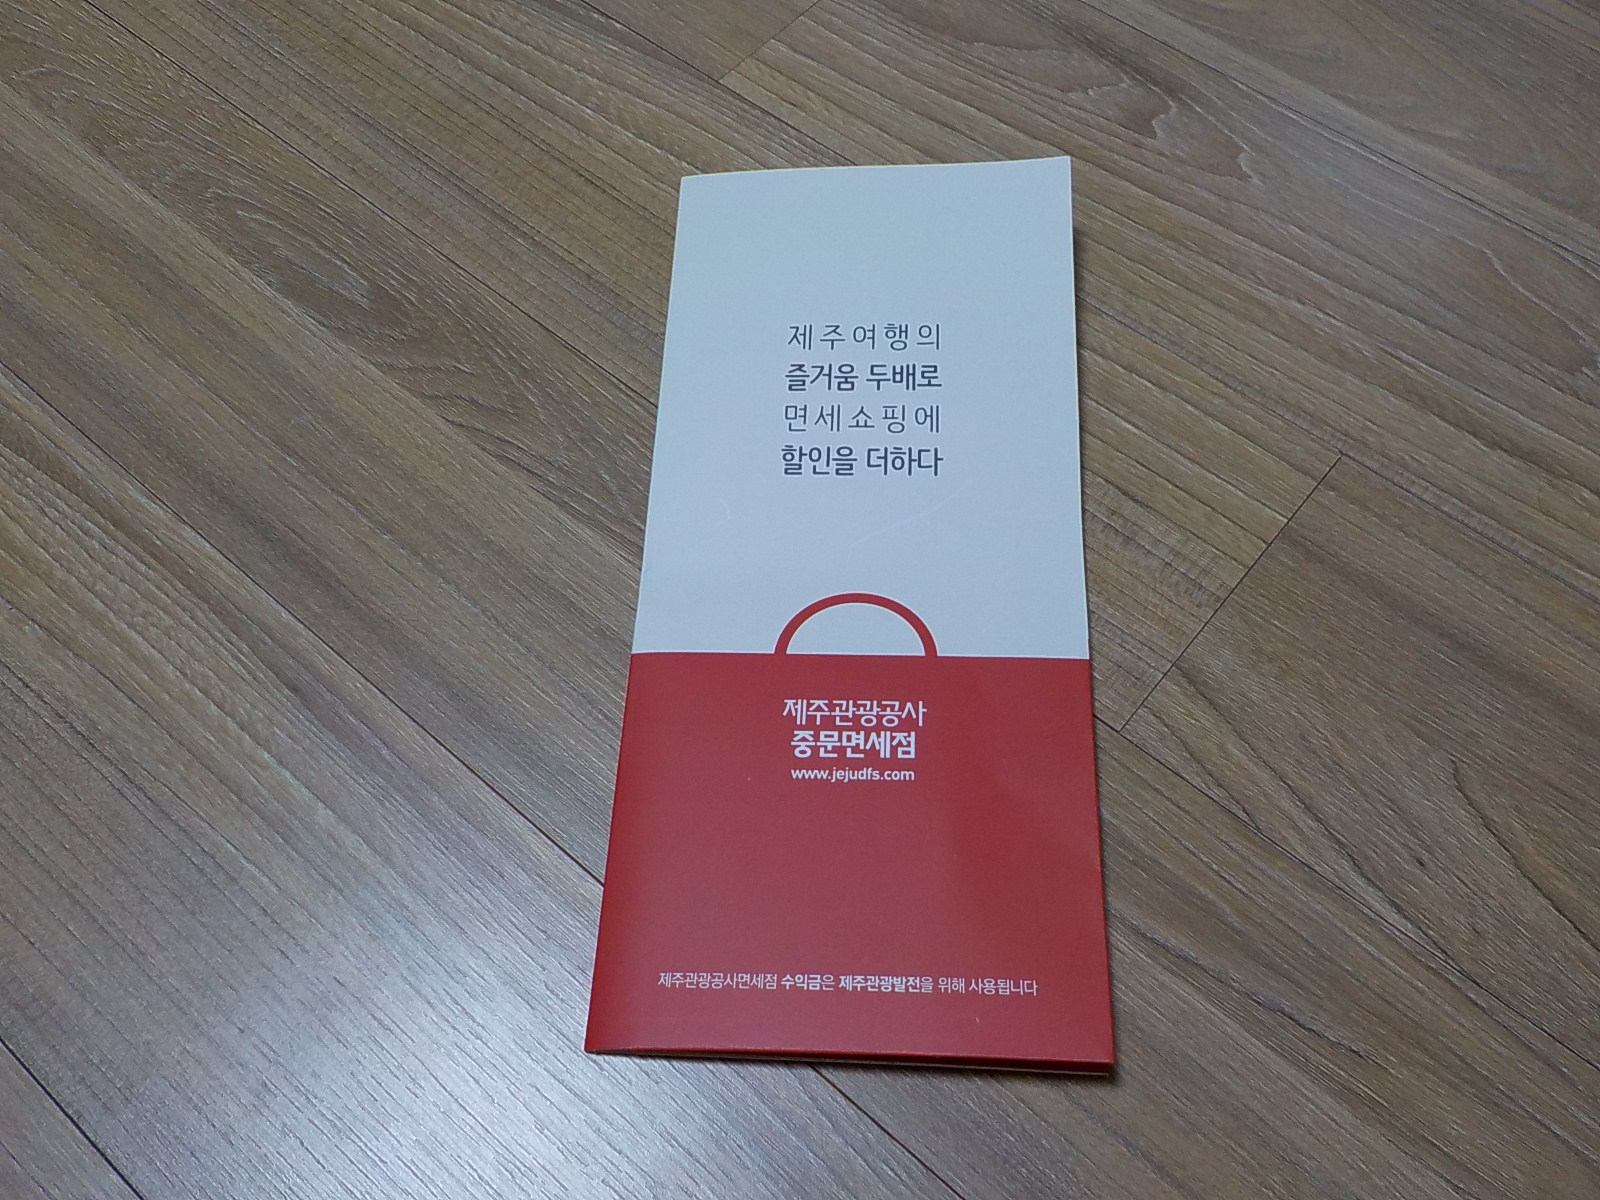 제주여행의
즐거움 두배로
면세쇼핑에
할인을 더하다
제주관광공사
중문면세점
www.jejudfs.com
제주관광공사면세점 수익금은 제주관광발전을 위해 사용됩니다